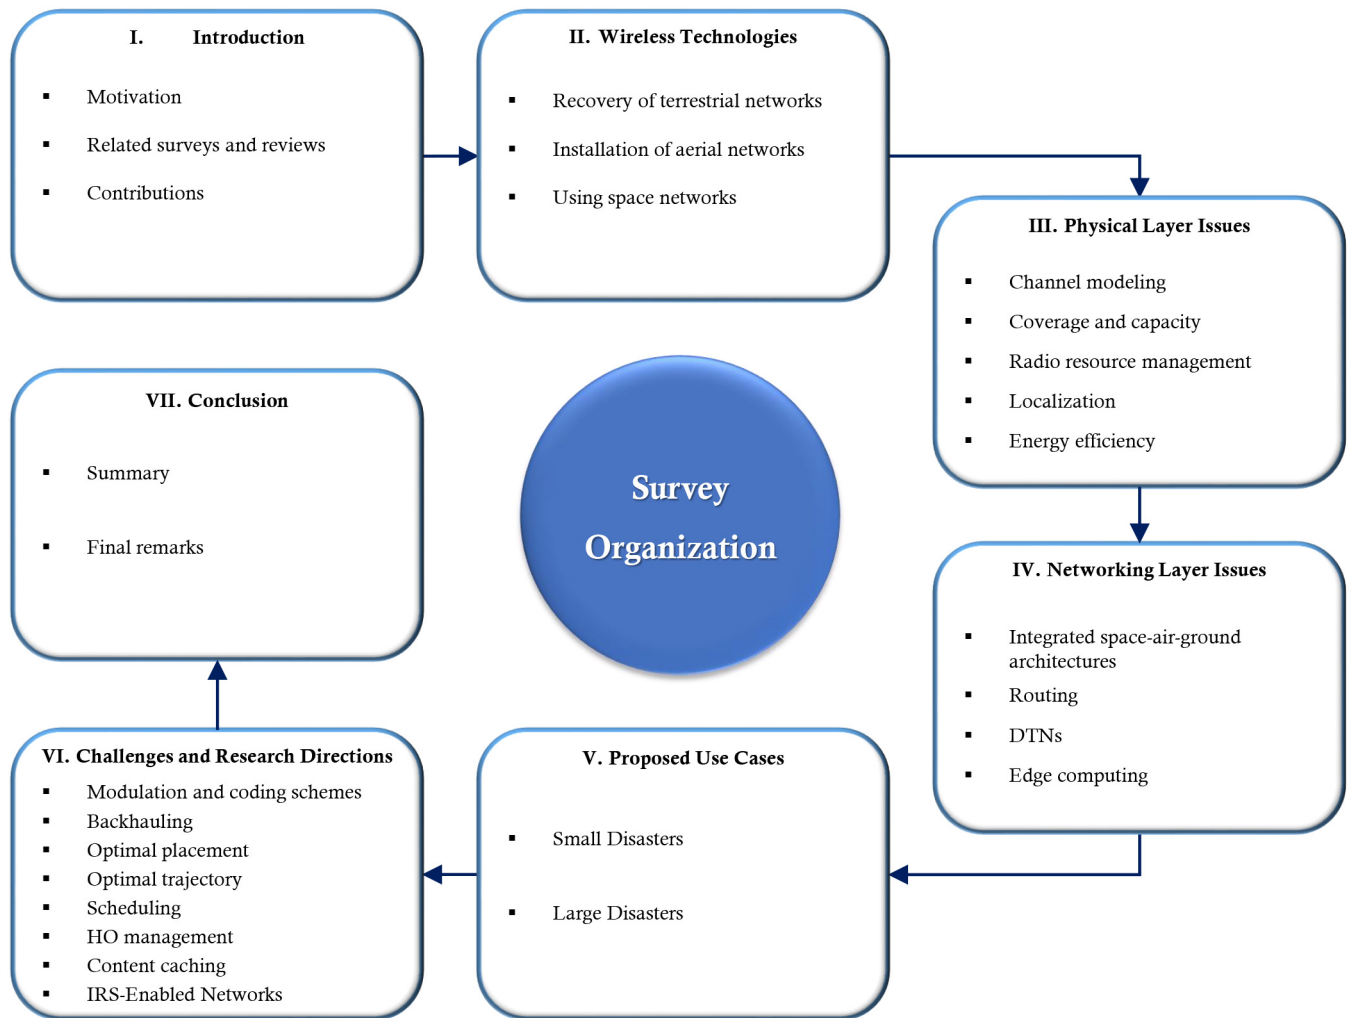 I. Introduction
▪ Motivation
▪ Related surveys and reviews
▪ Contributions
II. Wireless Technologies
▪ Recovery of terrestrial networks
▪ Installation of aerial networks
▪ Using space networks
III. Physical Layer Issues
▪ Channel modeling
▪ Coverage and capacity
▪ Radio resource management
▪ Localization
▪ Energy efficiency
IV. Networking Layer Issues
▪ Integrated space-air-ground
architectures
▪ Routing
▪ DTNs
▪ Edge computing
V. Proposed Use Cases
▪ Small Disasters
▪ Large Disasters
VI. Challenges and Research Directions
▪ Modulation and coding schemes
▪ Backhauling
▪ Optimal placement
▪ Optimal trajectory
▪ Scheduling
▪ HO management
▪ Content caching
▪ IRS-Enabled Networks
VII. Conclusion
▪ Summary
▪ Final remarks
Survey
Organization